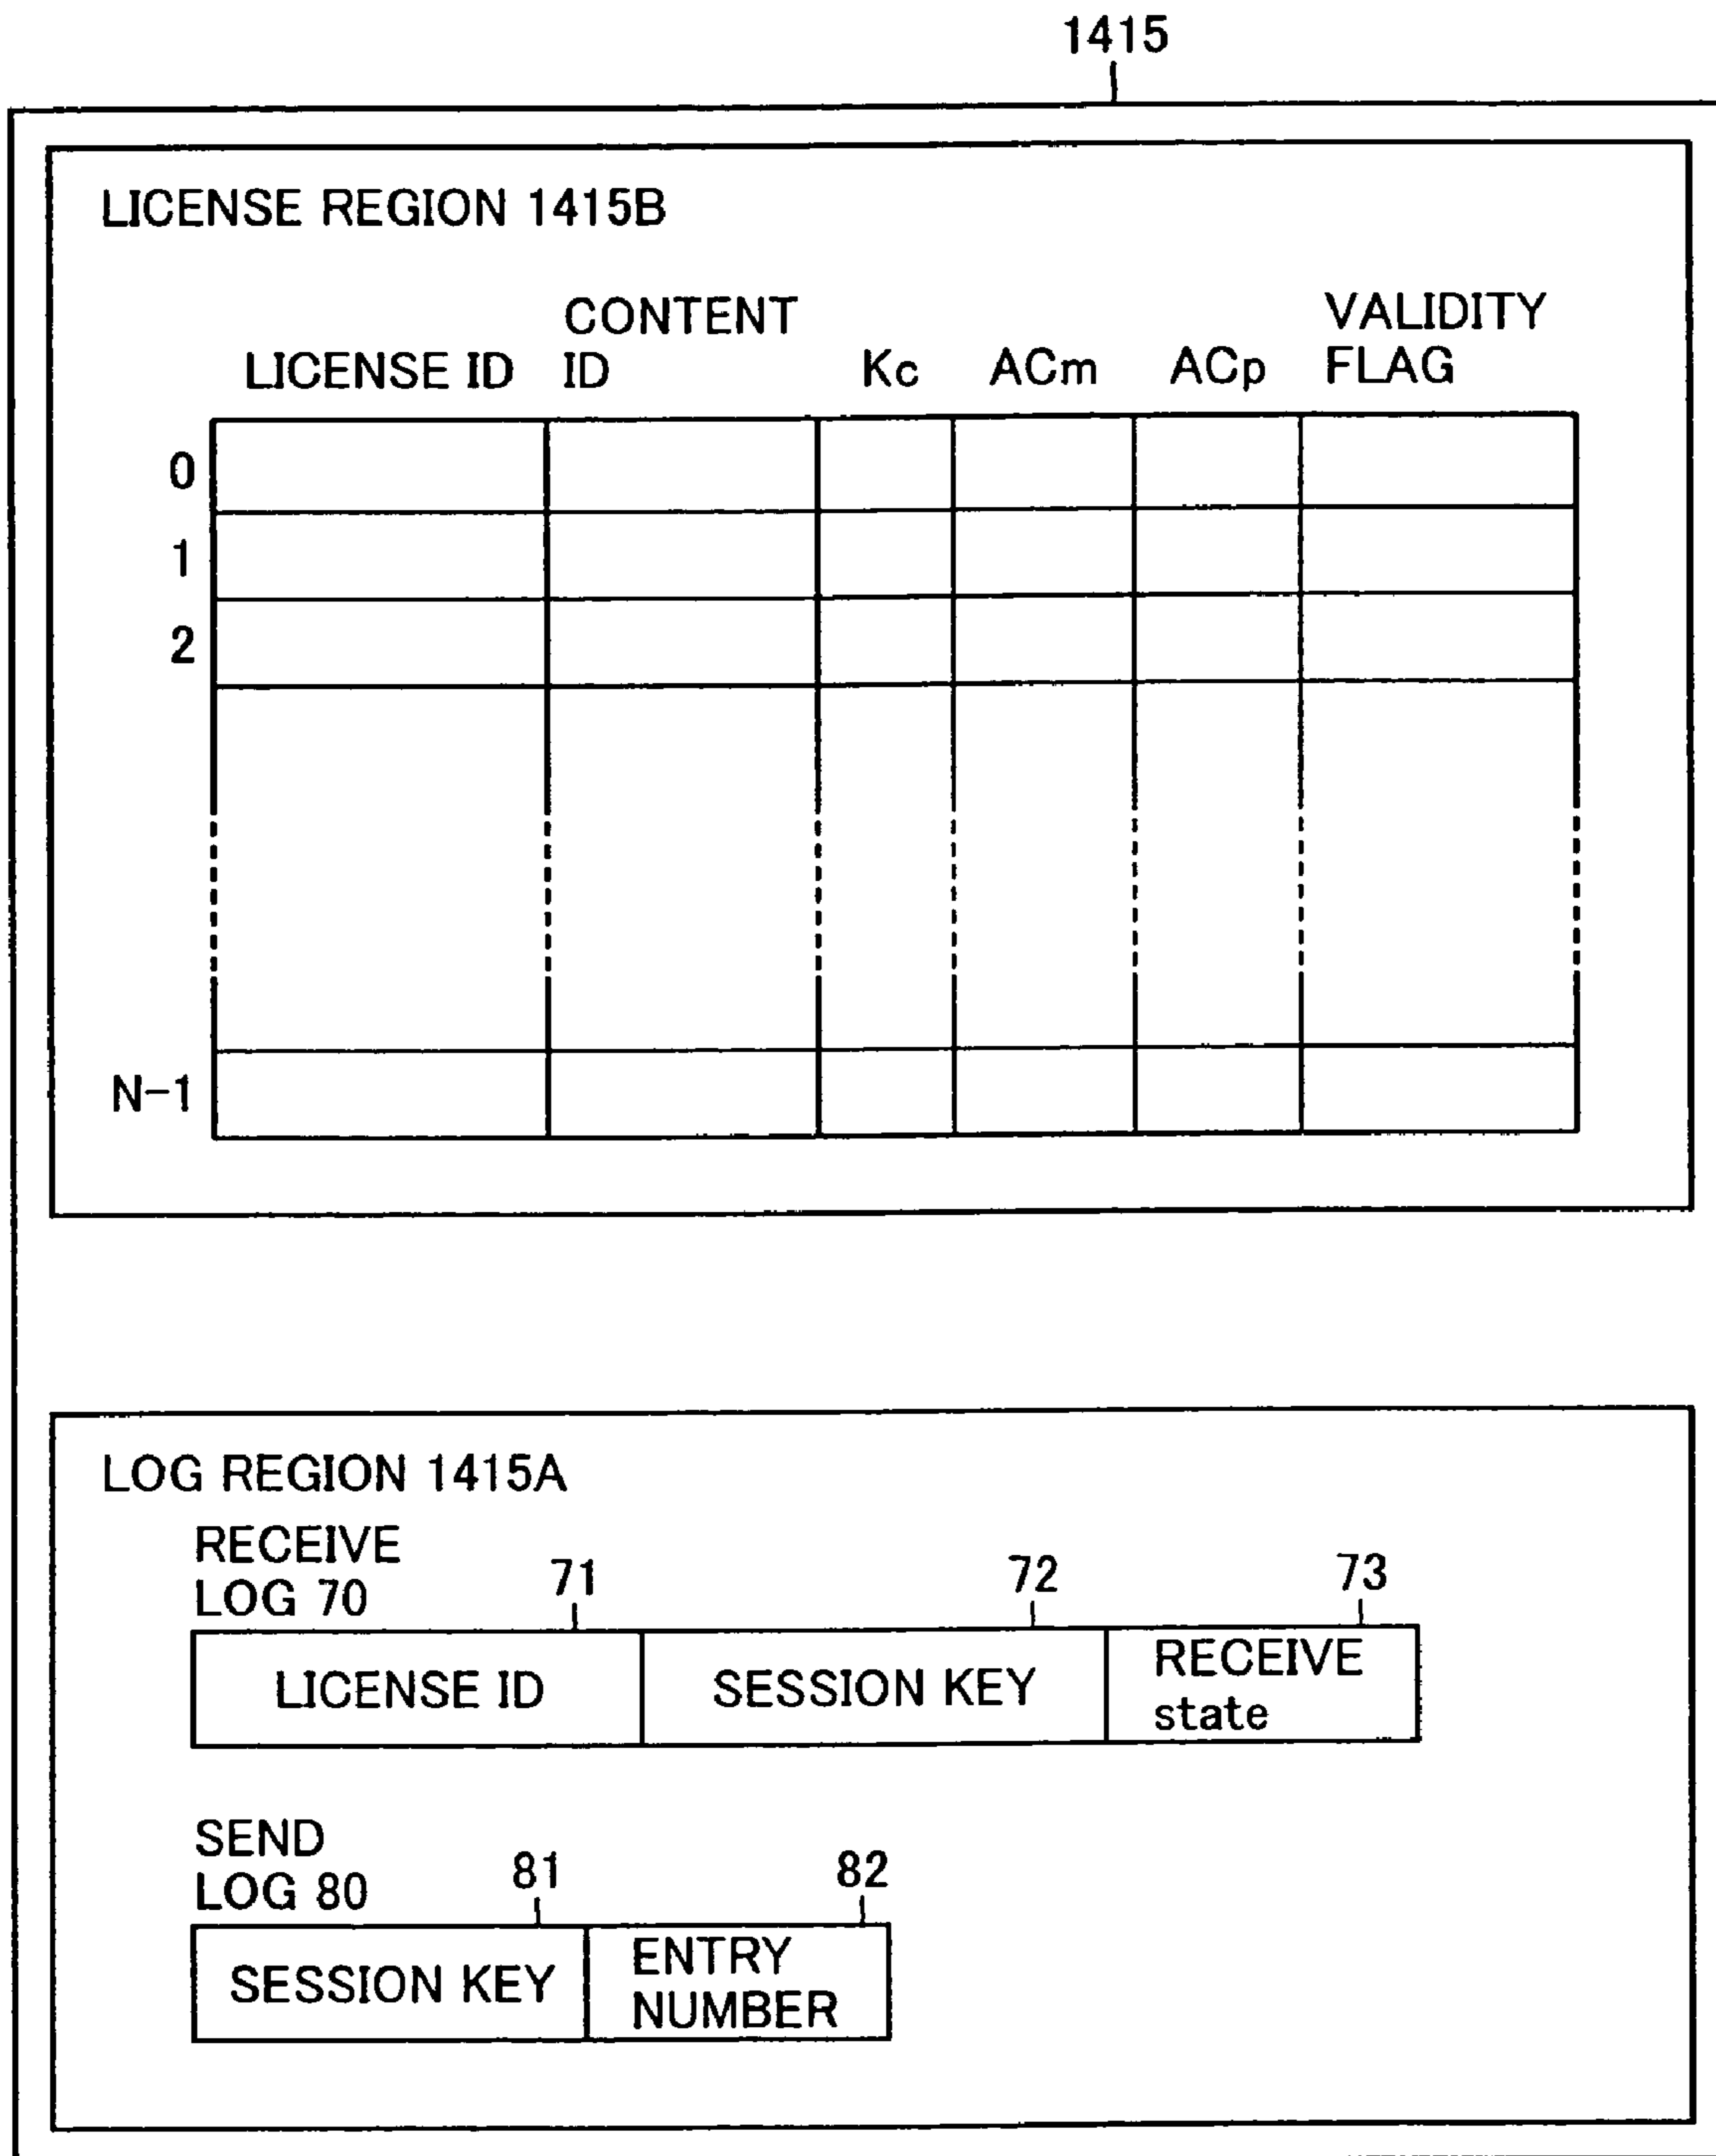 1415
LICENSE REGION 1415B
LICENSE ID
CONTENT
ID
Kc
ACm
ACp
VALIDITY
FLAG
0
1
2
N-1
LOG REGION 1415A
RECEIVE
LOG 70
71
72
73
LICENSE ID
SESSION KEY
RECEIVE
state
SEND
LOG 80
81
82
SESSION KEY
ENTRY
NUMBER